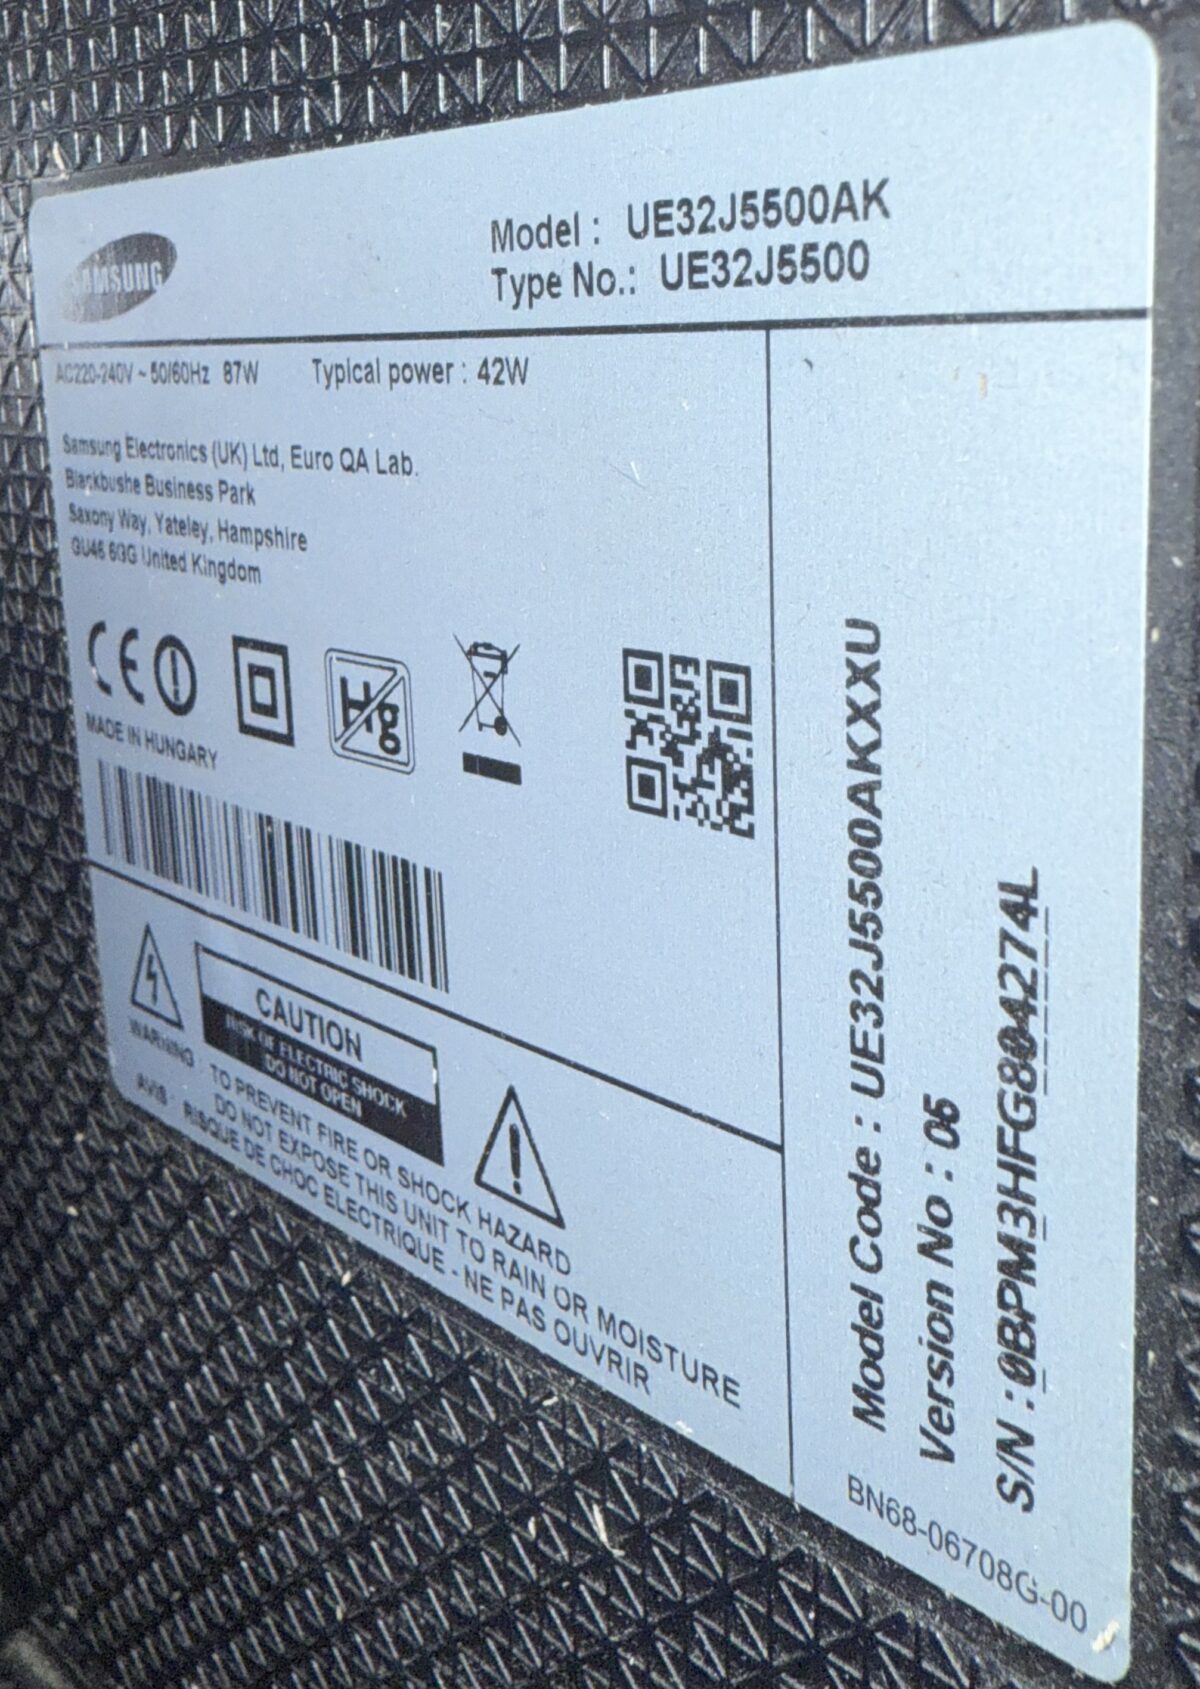 SAMSUNG
Model : UE32J5500AK
Type No.: UE32J5500
AC220-240V ~ 50/60Hz 87W Typical power : 42W
Samsung Electronics (UK) Ltd, Euro QA Lab.
Blackbushe Business Park
Saxony Way, Yateley, Hampshire
GU46 6GG United Kingdom
CE
Hg
MADE IN HUNGARY
CAUTION
RISK OF ELECTRIC SHOCK
DO NOT OPEN
WARNING : TO PREVENT FIRE OR SHOCK HAZARD
DO NOT EXPOSE THIS UNIT TO RAIN OR MOISTURE
AVIS : RISQUE DE CHOC ELECTRIQUE - NE PAS OUVRIR
Model Code : UE32J5500AKXXU
Version No : 05
S/N : 0BPM3HFG804274L
BN68-06708G-00